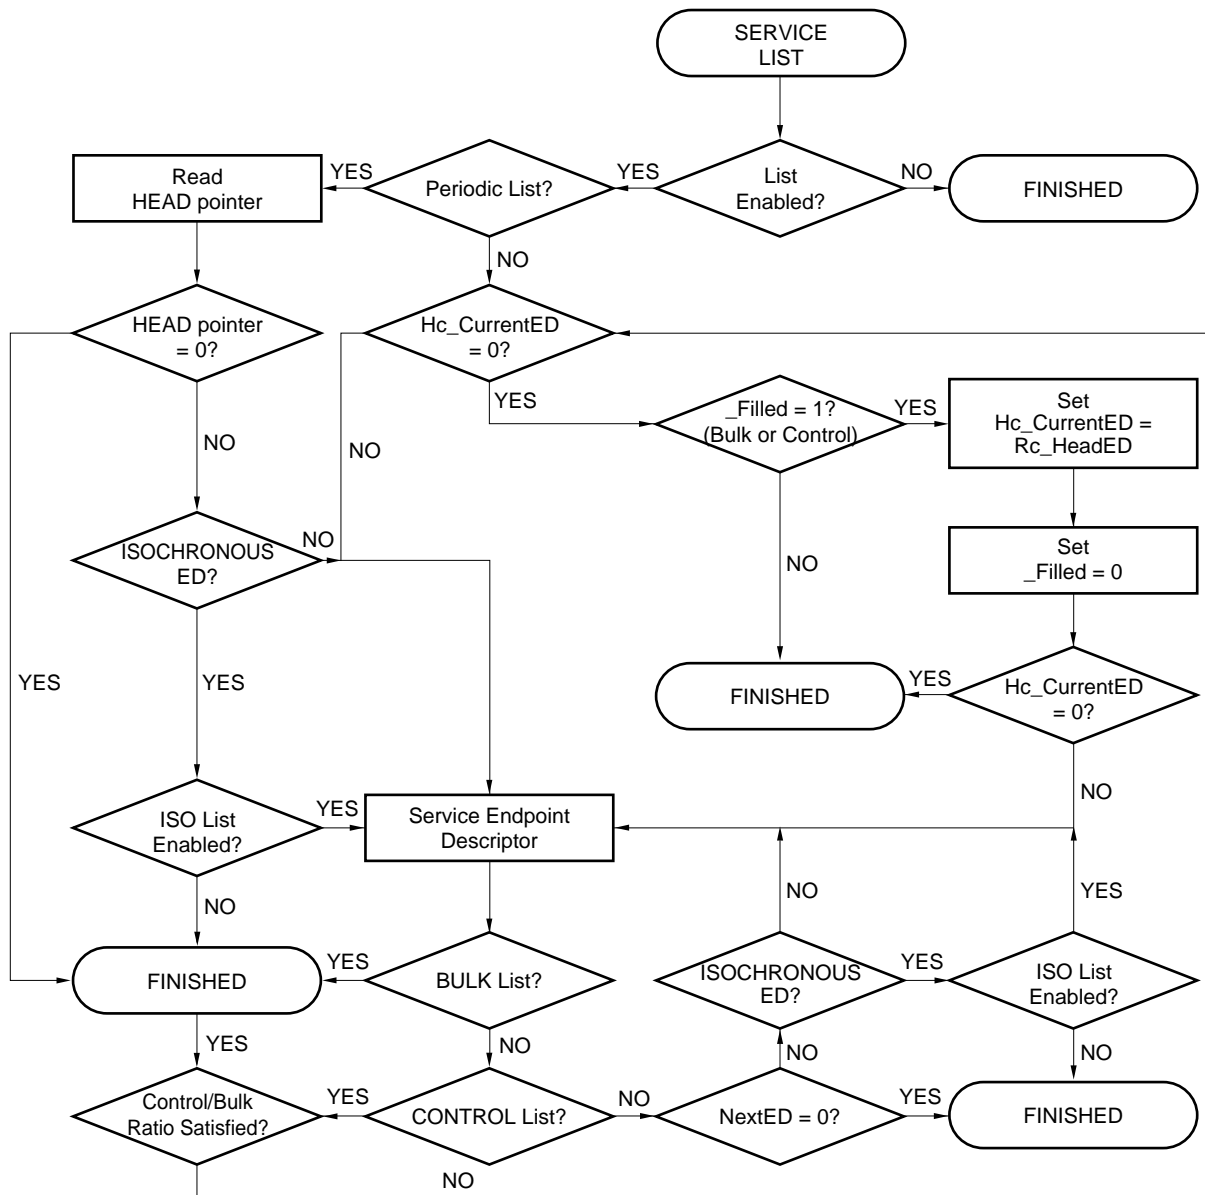 SERVICE
LIST
YES
Read
HEAD pointer
Periodic List?
YES
List
Enabled?
NO
FINISHED
NO
HEAD pointer
= 0?
Hc_CurrentED
= 0?
YES
_Filled = 1?
(Bulk or Control)
YES
Set
Hc_CurrentED =
Rc_HeadED
NO
NO
ISOCHRONOUS
ED?
NO
Set
_Filled = 0
NO
YES
YES
FINISHED
YES
Hc_CurrentED
= 0?
NO
ISO List
Enabled?
YES
Service Endpoint
Descriptor
NO
NO
YES
FINISHED
YES
BULK List?
ISOCHRONOUS
ED?
YES
ISO List
Enabled?
YES
NO
NO
NO
Control/Bulk
Ratio Satisfied?
YES
CONTROL List?
NO
NextED = 0?
YES
FINISHED
NO